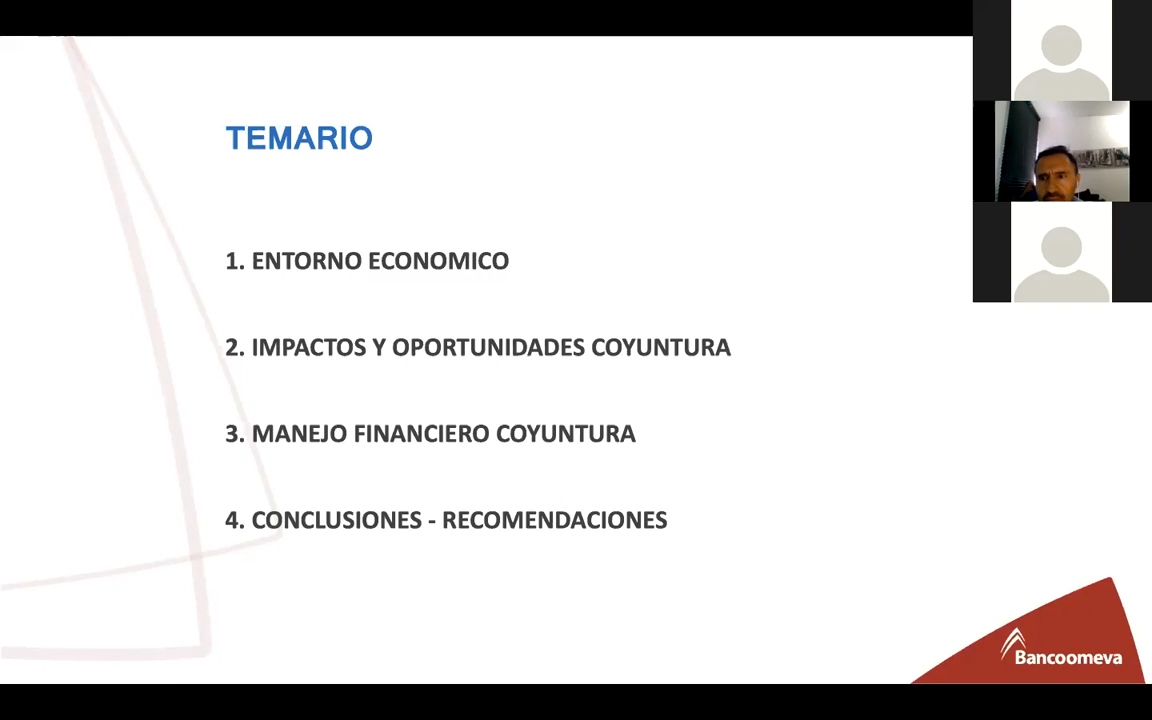 TEMARIO
1. ENTORNO ECONOMICO
2. IMPACTOS Y OPORTUNIDADES COYUNTURA
3. MANEJO FINANCIERO COYUNTURA
4. CONCLUSIONES - RECOMENDACIONES
Bancoomeva